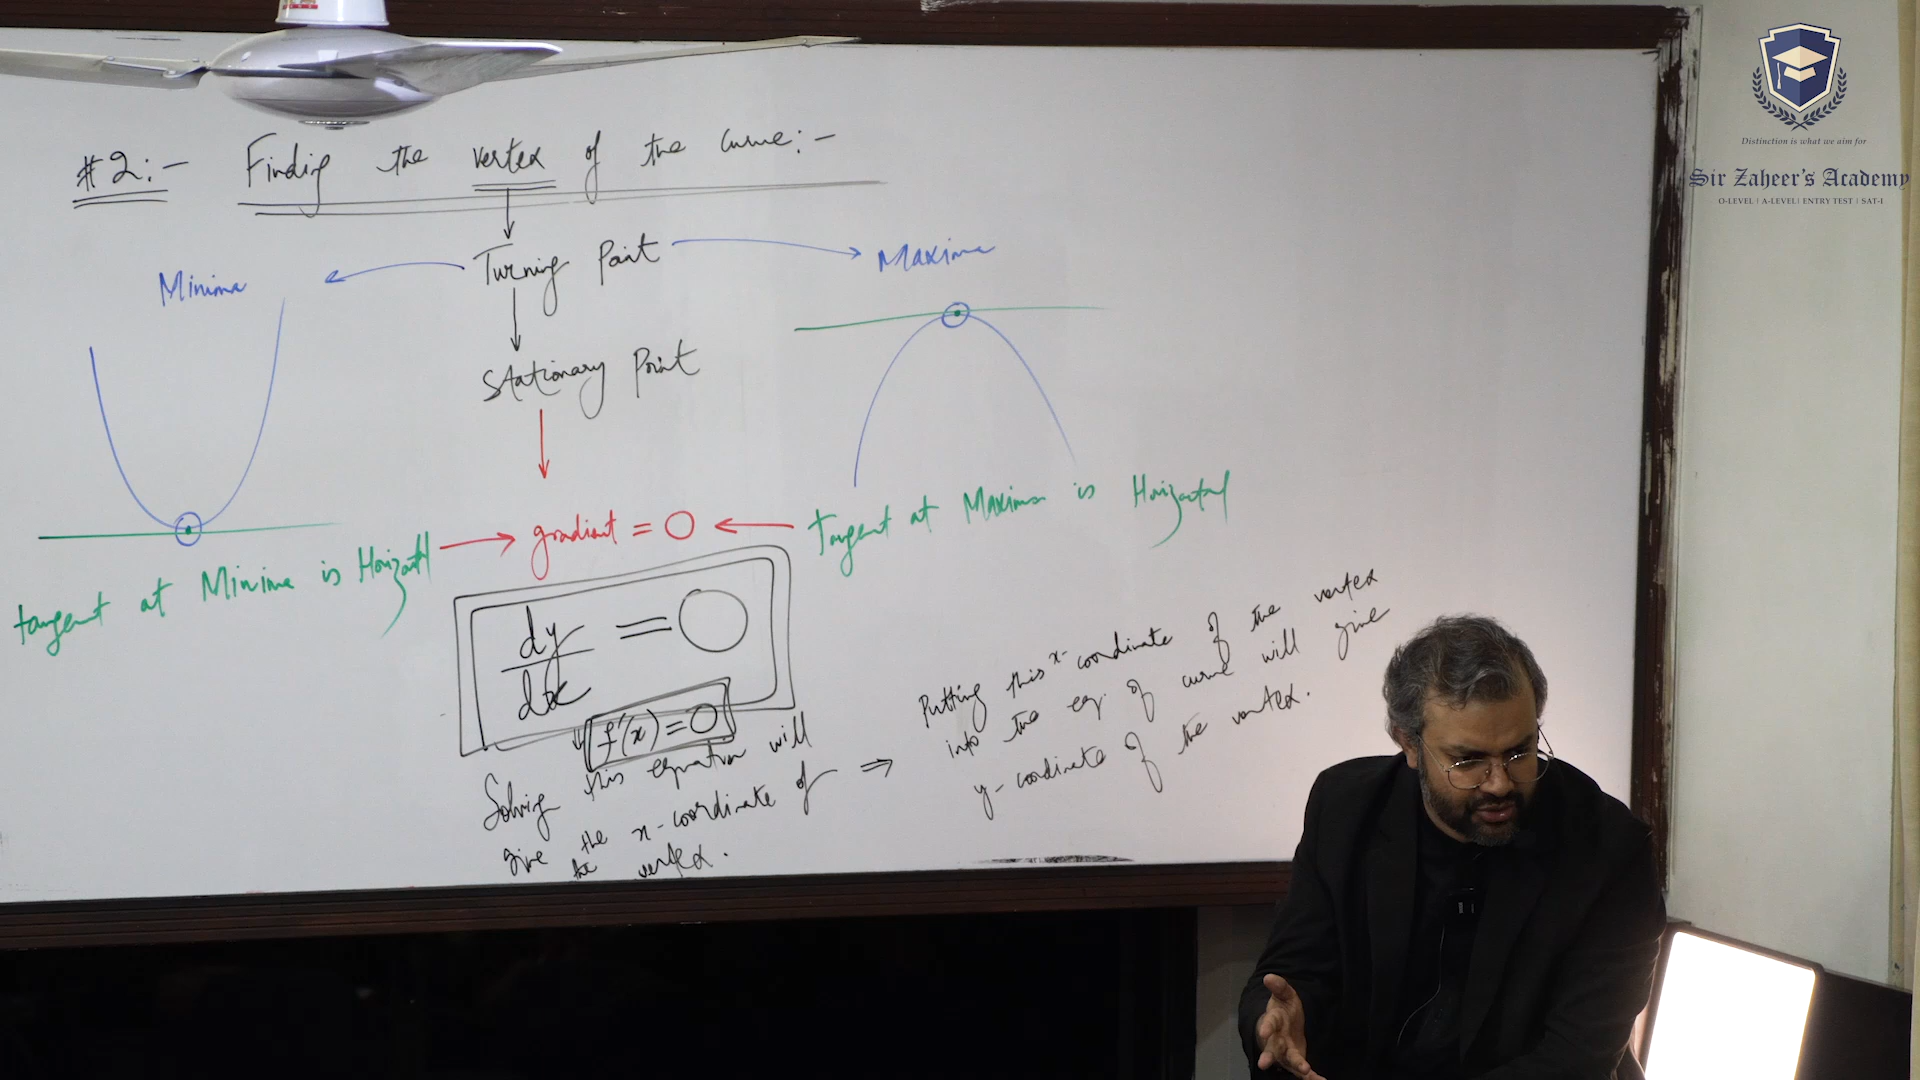 #2:- Finding the vertex of the curve:-
Turning Point
Minima
Maxima
Stationary Point
gradient = 0
tangent at Minima is Horizontal
tangent at Maxima is Horizontal
dy/dx = 0
f'(x) = 0
Solving this equation will
give the x-coordinate of
the vertex.
⇒
Putting this x-coordinate of the vertex
into the eq. of curve will give
y-coordinate of the vertex.
Distinction is what we aim for
Sir Zaheer's Academy
O-LEVEL | A-LEVEL | ENTRY TEST | SAT-I